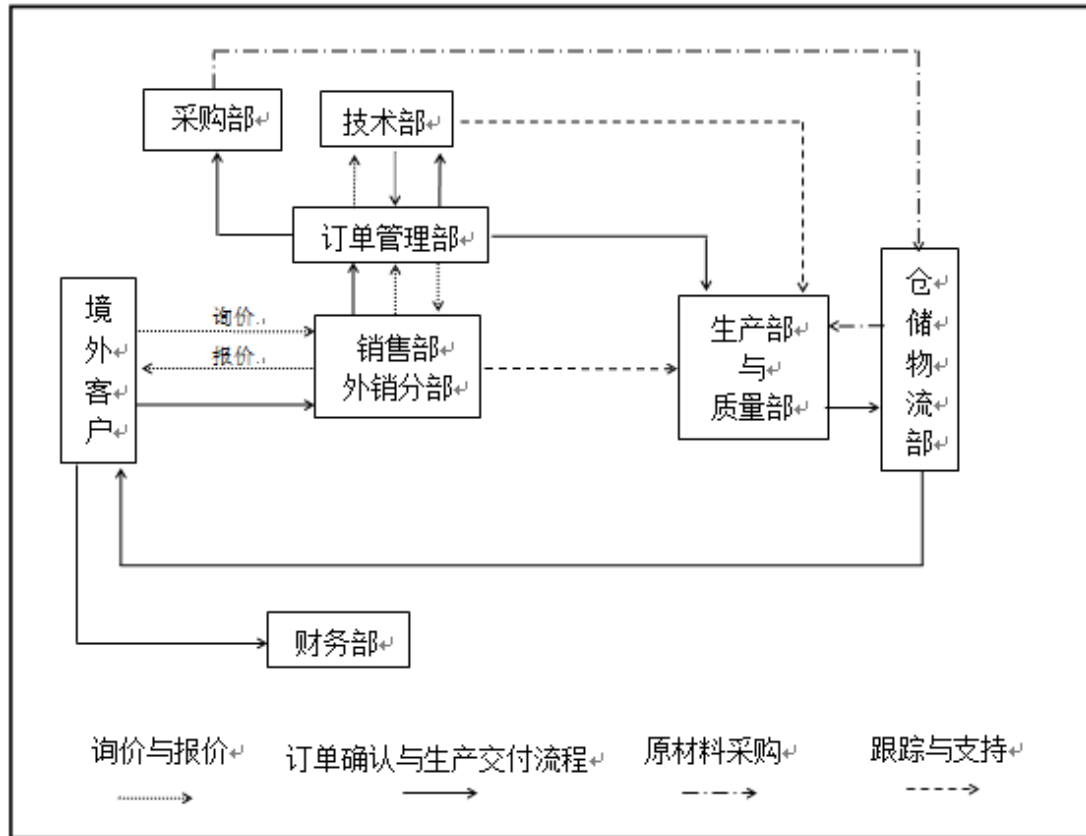 采购部
技术部
订单管理部
境
外
客
户
询价
报价
销售部
外销分部
生产部
与
质量部
仓
储
物
流
部
财务部
询价与报价
订单确认与生产交付流程
原材料采购
跟踪与支持